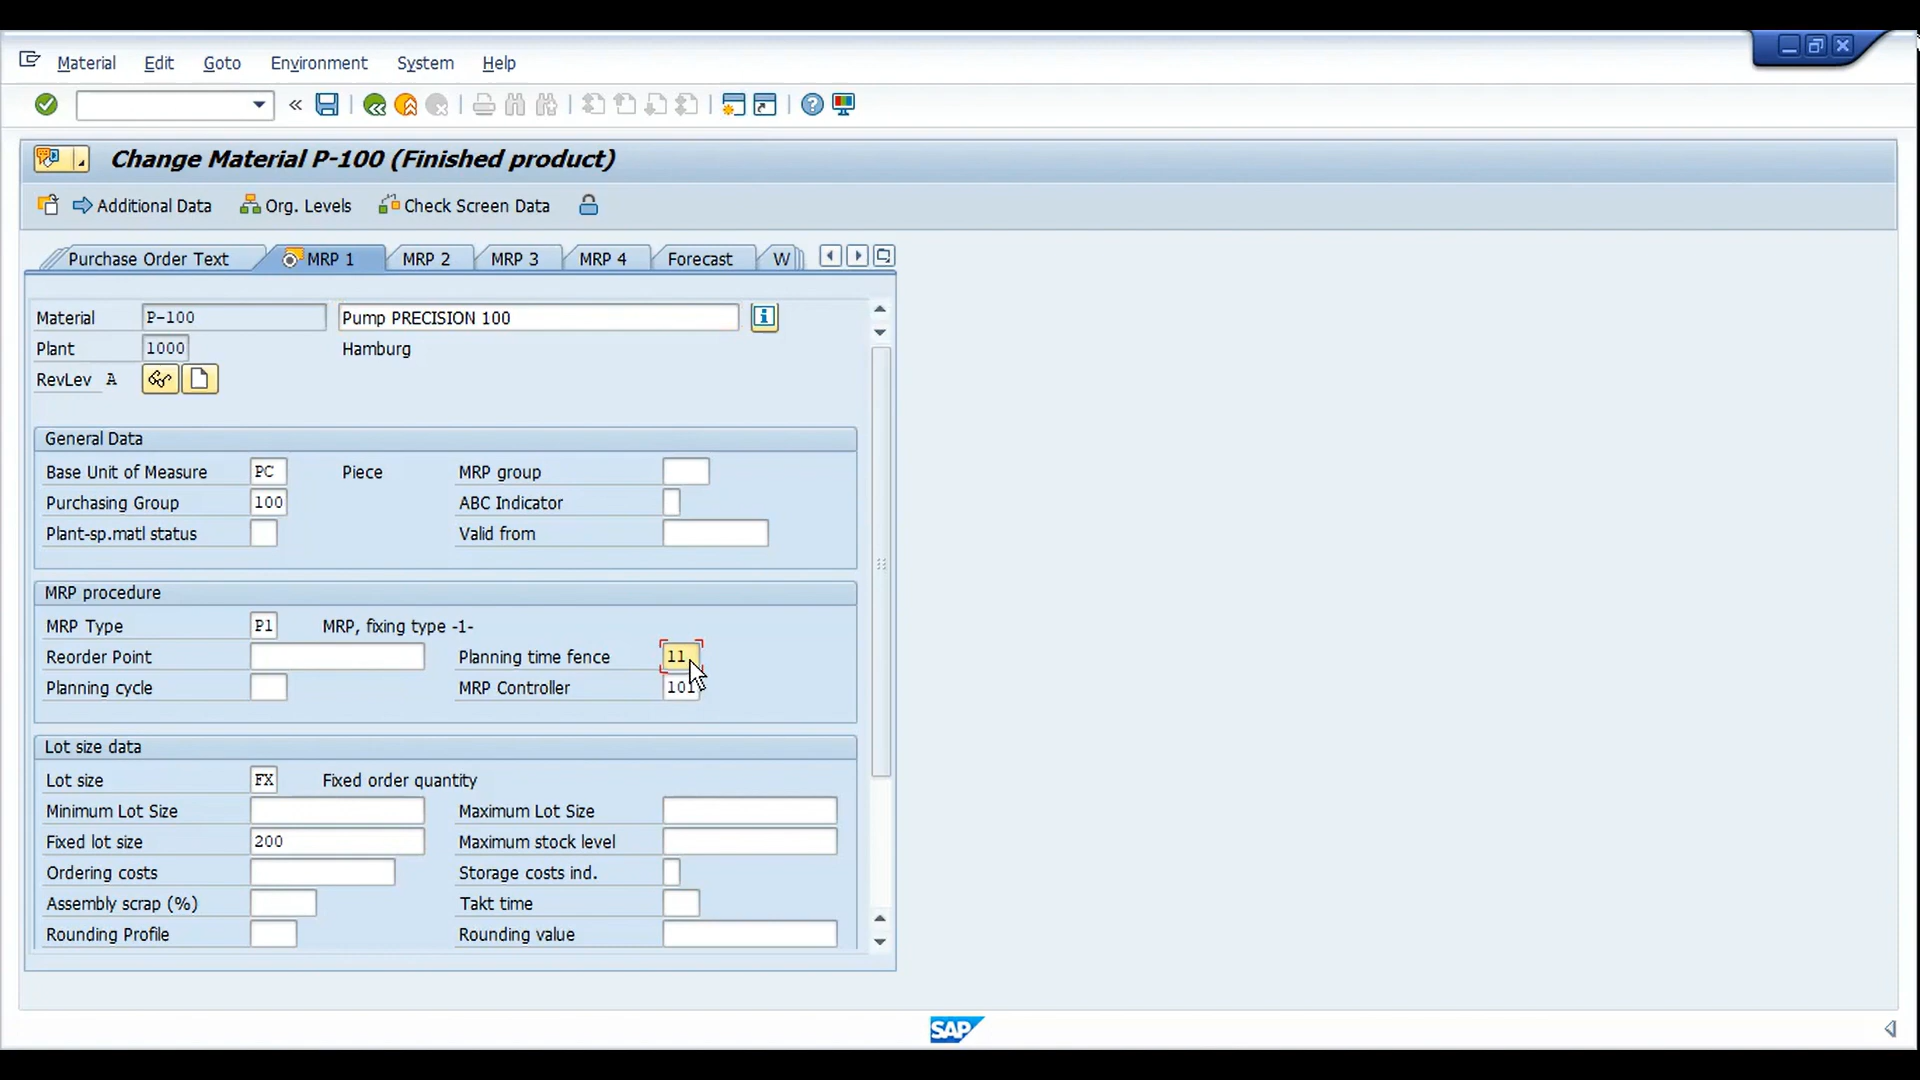 Material Edit Goto Environment System Help
Change Material P-100 (Finished product)
Additional Data Org. Levels Check Screen Data
Purchase Order Text MRP 1 MRP 2 MRP 3 MRP 4 Forecast W
Material P-100 Pump PRECISION 100
Plant 1000 Hamburg
RevLev A
General Data
Base Unit of Measure PC Piece MRP group
Purchasing Group 100 ABC Indicator
Plant-sp.matl status Valid from
MRP procedure
MRP Type P1 MRP, fixing type -1-
Reorder Point Planning time fence 11
Planning cycle MRP Controller 101
Lot size data
Lot size FX Fixed order quantity
Minimum Lot Size Maximum Lot Size
Fixed lot size 200 Maximum stock level
Ordering costs Storage costs ind.
Assembly scrap (%) Takt time
Rounding Profile Rounding value
SAP